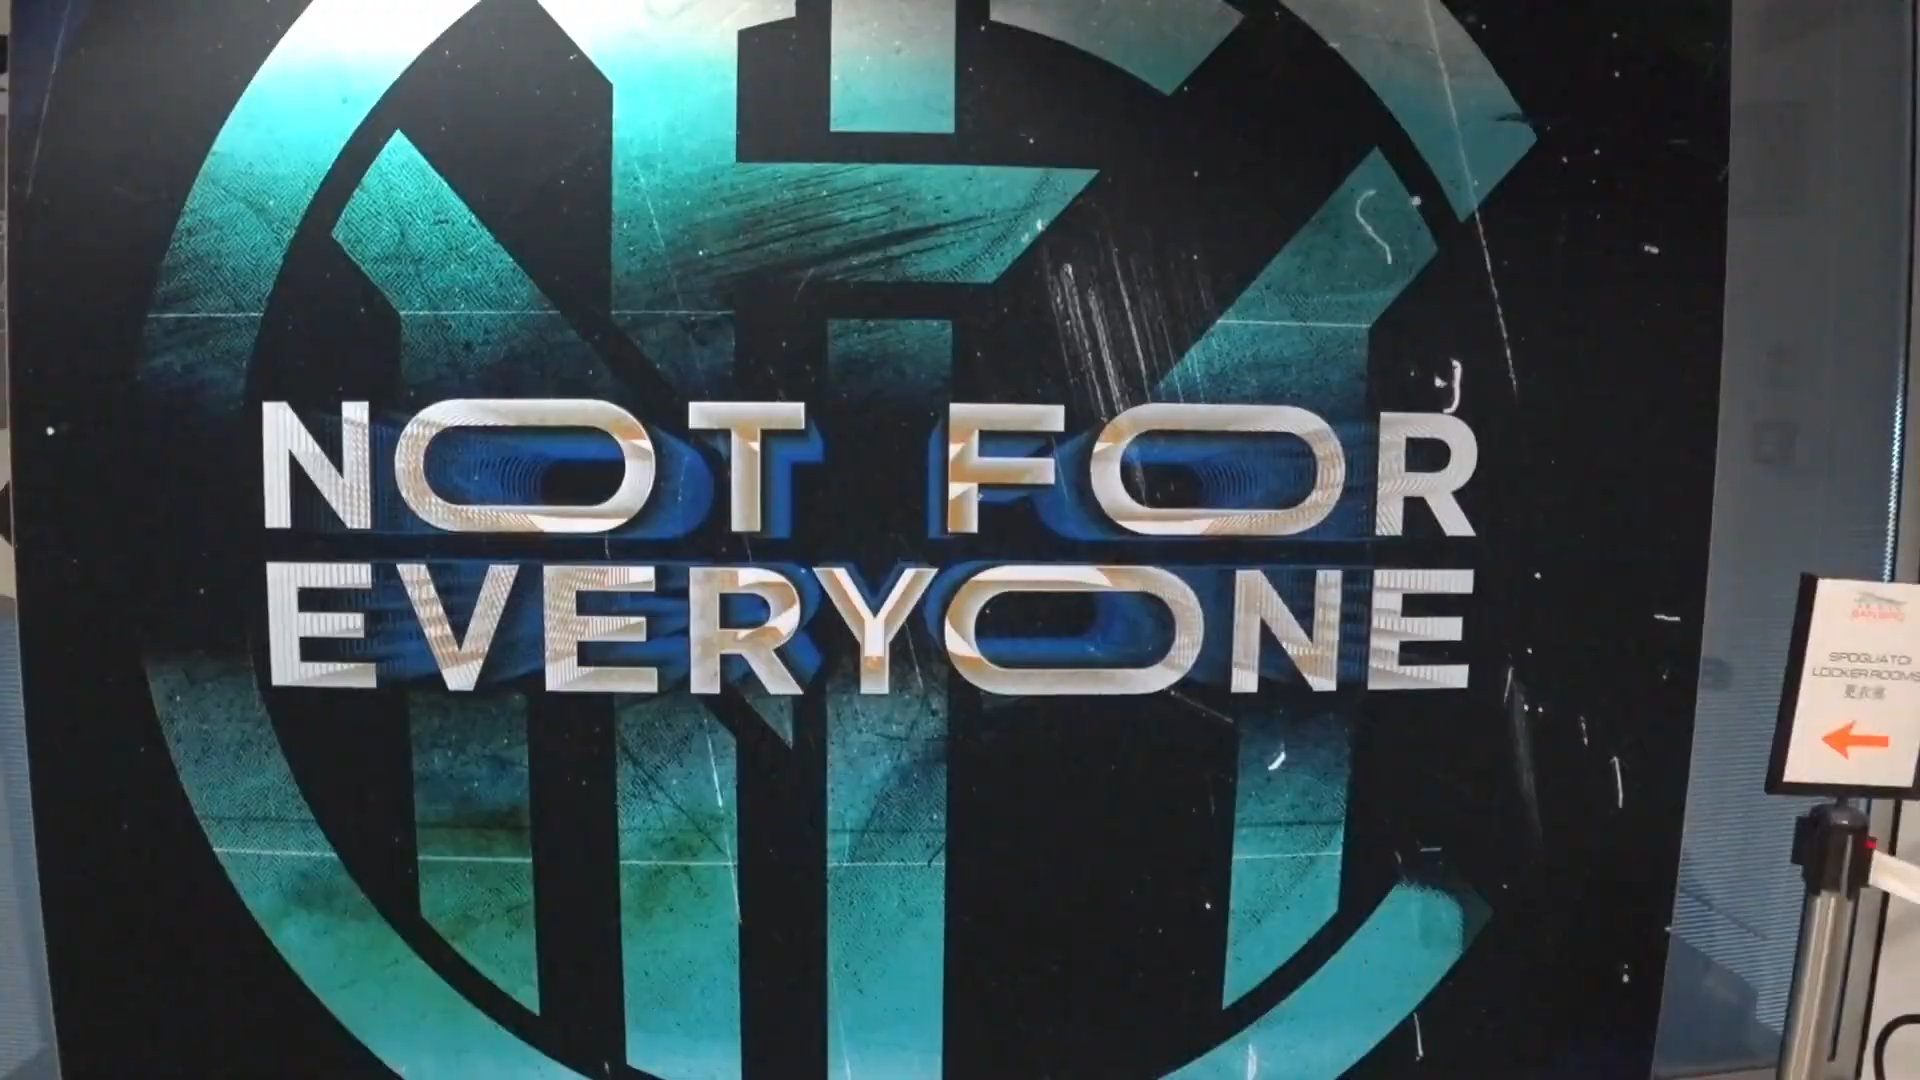 NOT FOR
EVERYONE
SPOGLIATOI
LOCKER ROOMS
更衣室